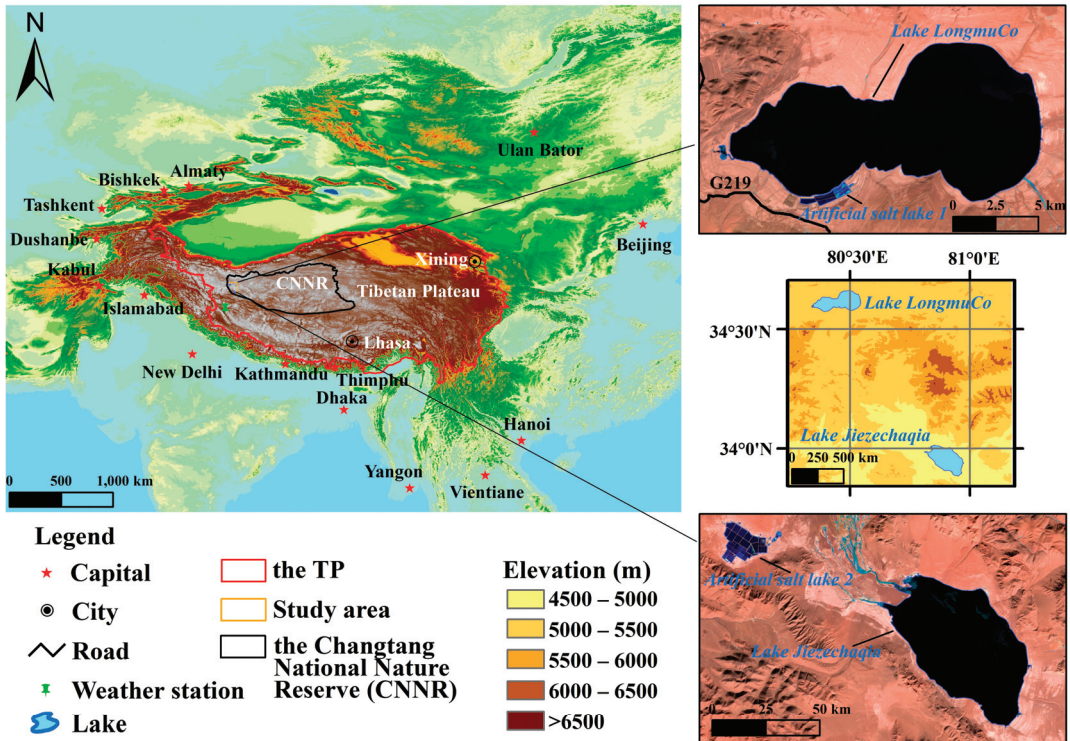 N
Ulan Bator
Almaty
Bishkek
Tashkent
Dushanbe
Kabul
Islamabad
Beijing
Xining
CNNR
Tibetan Plateau
Lhasa
New Delhi
Kathmandu
Thimphu
Dhaka
Hanoi
Yangon
Vientiane
0 500 1,000 km
Lake LongmuCo
G219
Artificial salt lake 1
0 2.5 5 km
80°30'E 81°0'E
Lake LongmuCo
34°30'N
Lake Jiezechaqia
34°0'N
0 250 500 km
Artificial salt lake 2
Lake Jiezechaqia
0 25 50 km
Legend
Capital
City
Road
Weather station
Lake
the TP
Study area
the Changtang
National Nature
Reserve (CNNR)
Elevation (m)
4500 – 5000
5000 – 5500
5500 – 6000
6000 – 6500
>6500